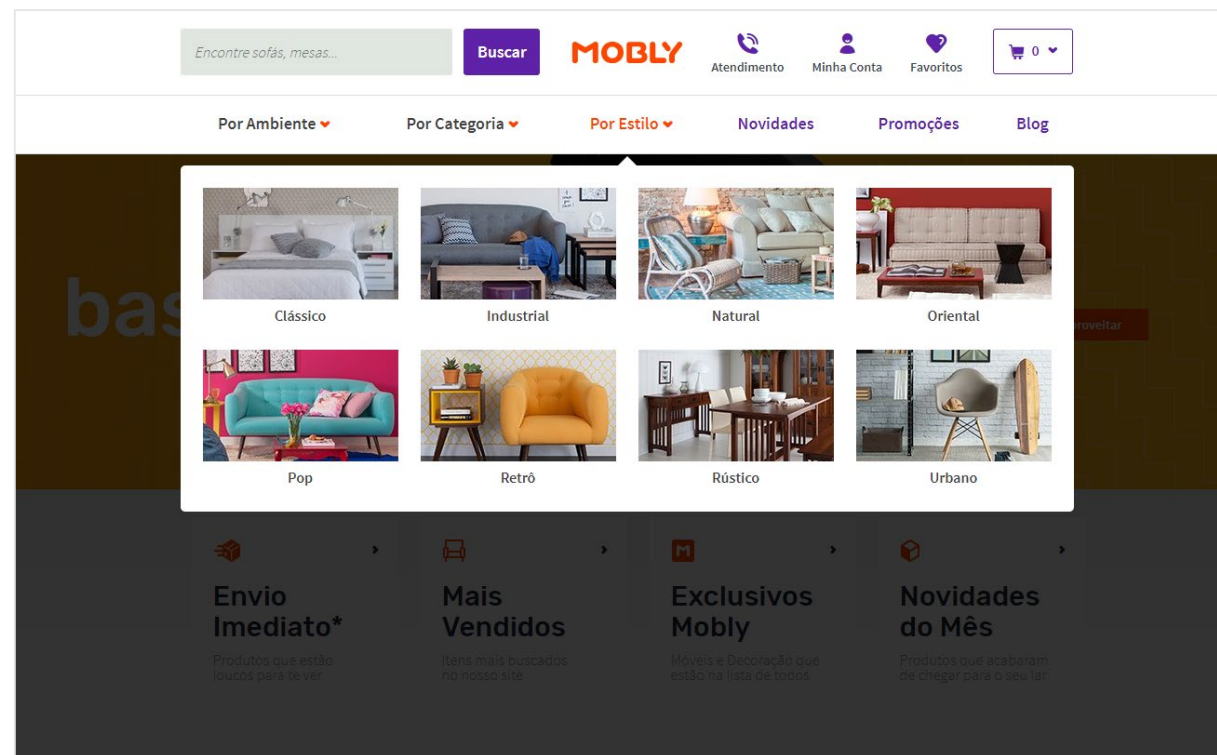 Encontre sofás, mesas...
Buscar
MOBLY
Atendimento
Minha Conta
Favoritos
0
Por Ambiente
Por Categoria
Por Estilo
Novidades
Promoções
Blog
Clássico
Industrial
Natural
Oriental
bas
roveitar
Pop
Retrô
Rústico
Urbano
Envio
Imediato*
Produtos que estão
loucos para te ver
Mais
Vendidos
Itens mais buscados
no nosso site
M
Exclusivos
Mobly
Móveis e Decoração que
estão na lista de todos
Novidades
do Mês
Produtos que acabaram
de chegar para o seu lar